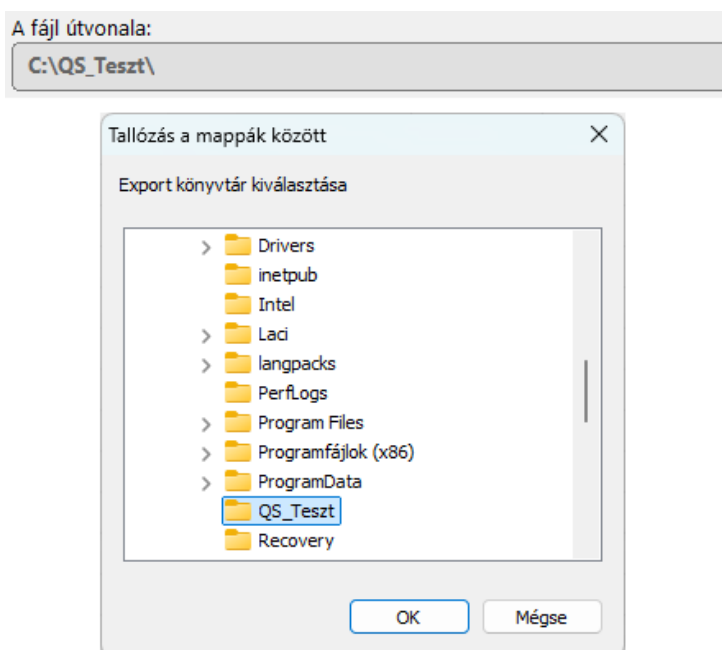 A fájl útvonala:
C:\QS_Teszt\
Tallózás a mappák között
Export könyvtár kiválasztása
Drivers
inetpub
Intel
Laci
langpacks
PerfLogs
Program Files
Programfájlok (x86)
ProgramData
QS_Teszt
Recovery
OK Mégse